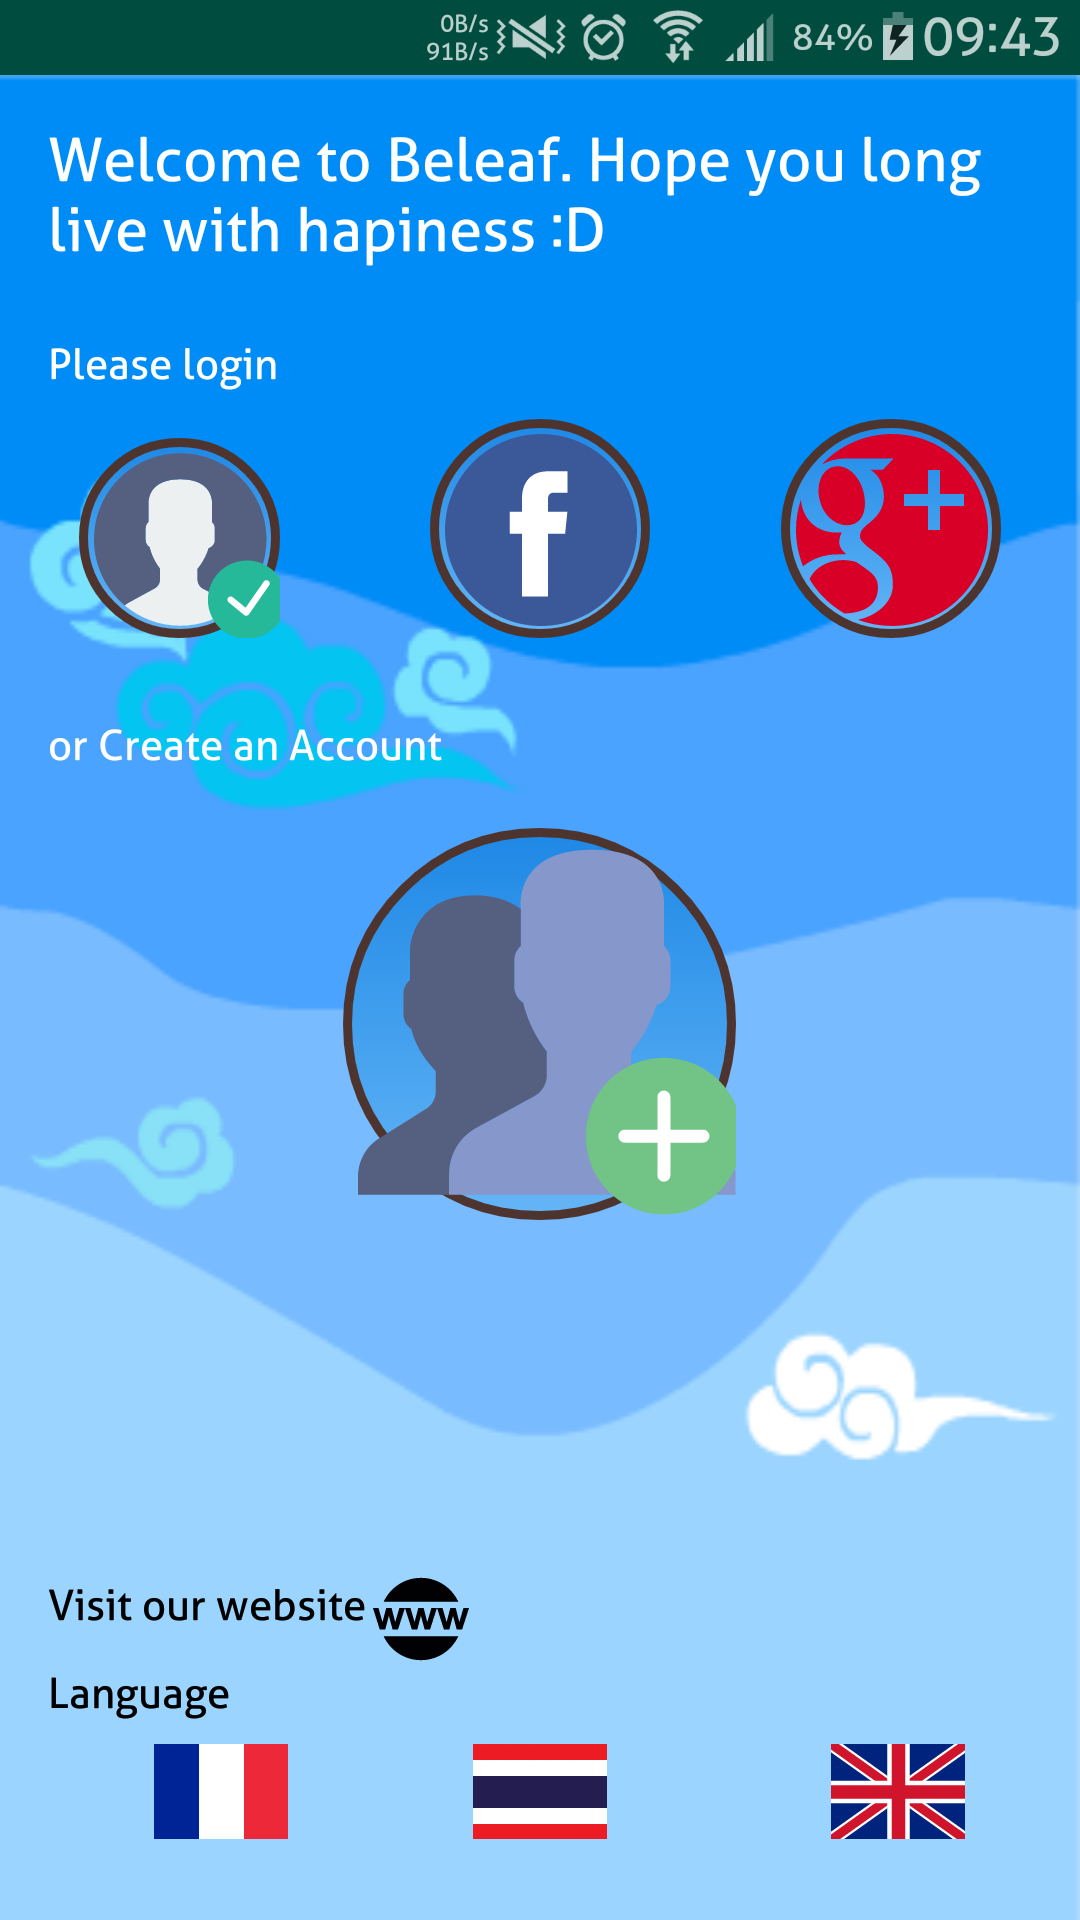 0B/s
91B/s
84%
09:43
Welcome to Beleaf. Hope you long
live with hapiness :D
Please login
f
g+
or Create an Account
Visit our website
www
Language